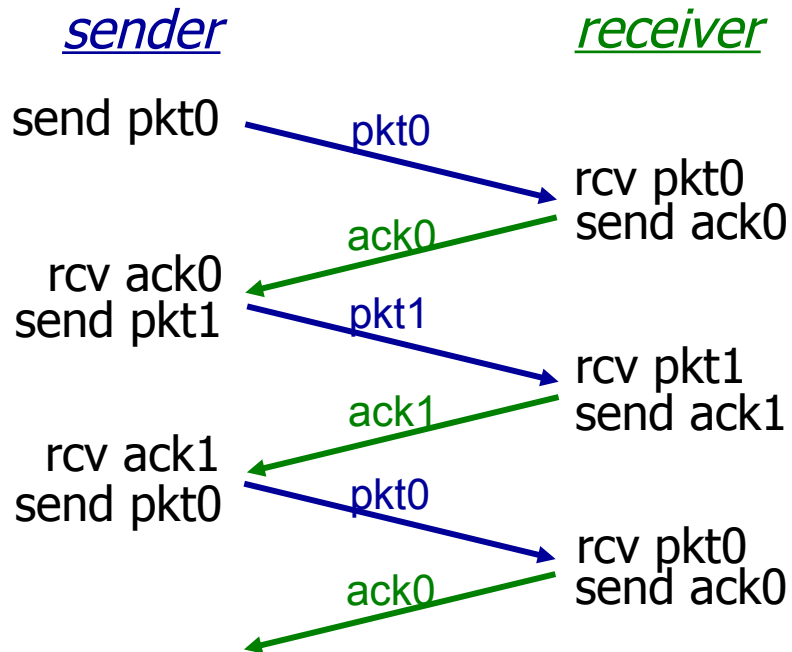 sender
receiver
send pkt0
pkt0
rcv pkt0
send ack0
ack0
rcv ack0
send pkt1
pkt1
rcv pkt1
send ack1
ack1
rcv ack1
send pkt0
pkt0
rcv pkt0
send ack0
ack0